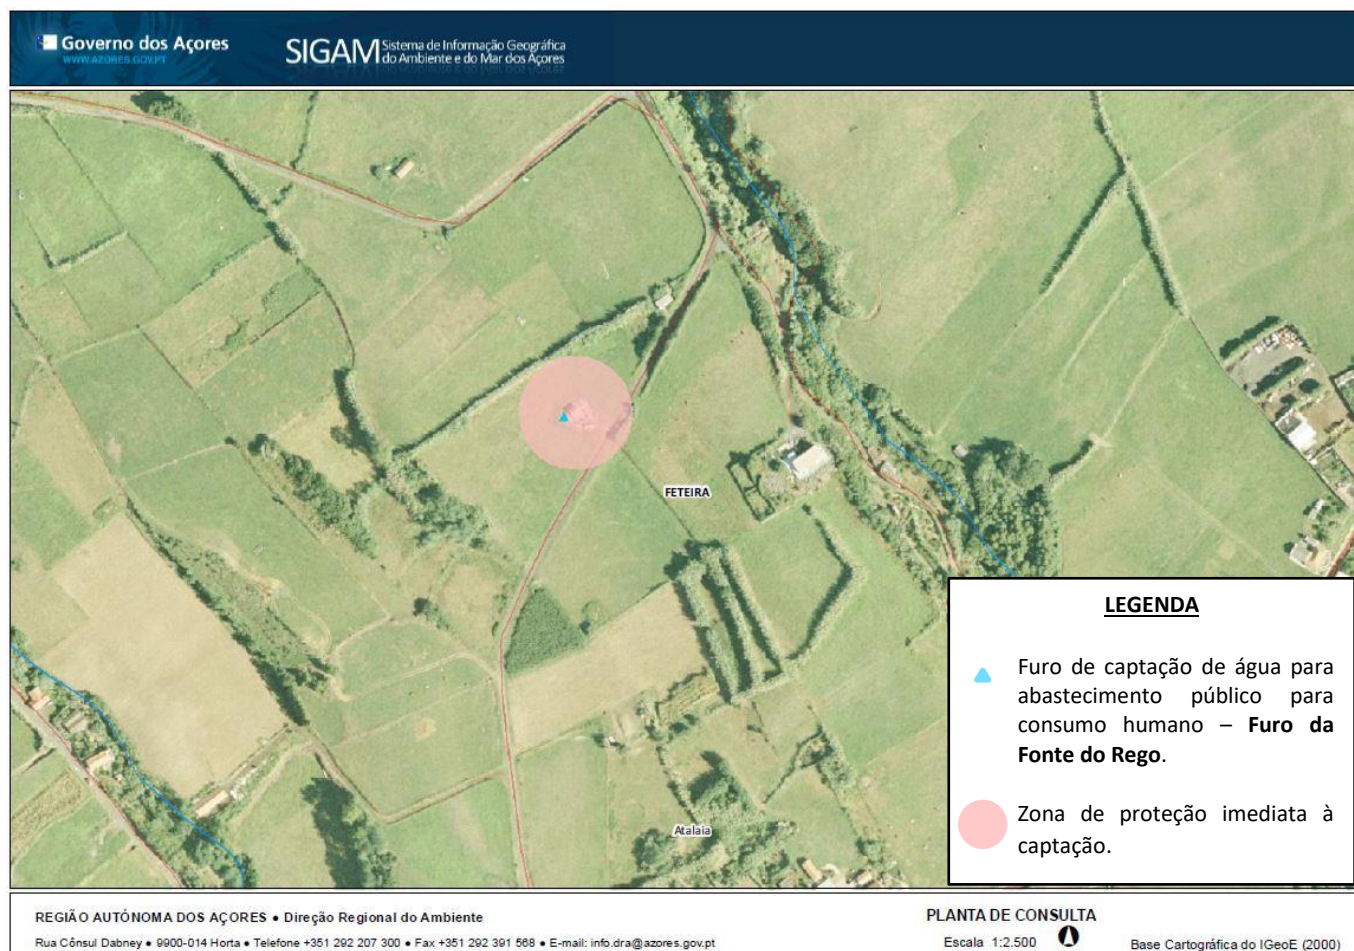 Governo dos Açores
WWW.AZORES.GOV.PT
SIGAM Sistema de Informação Geográfica
do Ambiente e do Mar dos Açores
FETEIRA
Atalaia
LEGENDA
Furo de captação de água para
abastecimento público para
consumo humano – Furo da
Fonte do Rego.
Zona de proteção imediata à
captação.
REGIÃO AUTÓNOMA DOS AÇORES • Direção Regional do Ambiente
Rua Cônsul Dabney • 9900-014 Horta • Telefone +351 292 207 300 • Fax +351 292 391 568 • E-mail: info.dra@azores.gov.pt
PLANTA DE CONSULTA
Escala 1:2.500
Base Cartográfica do IGeoE (2000)